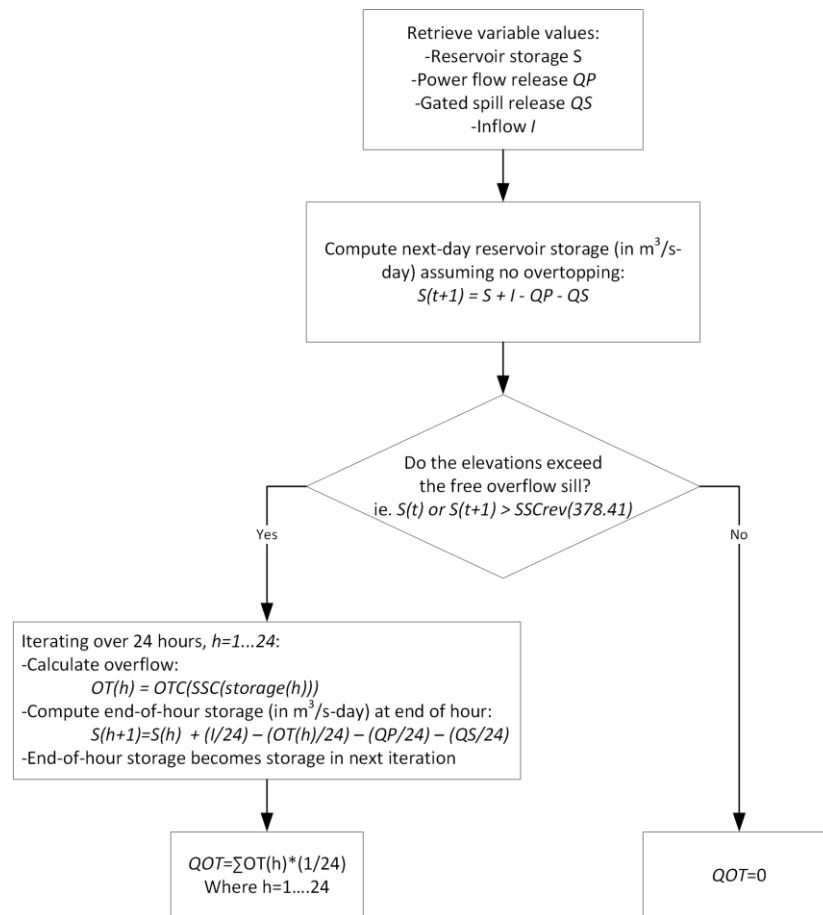 Retrieve variable values:
-Reservoir storage S
-Power flow release QP
-Gated spill release QS
-Inflow I
Compute next-day reservoir storage (in m³/s-
day) assuming no overtopping:
S(t+1) = S + I - QP - QS
Do the elevations exceed
the free overflow sill?
ie. S(t) or S(t+1) > SSCrev(378.41)
Yes
No
Iterating over 24 hours, h=1...24:
-Calculate overflow:
OT(h) = OTC(SSC(storage(h)))
-Compute end-of-hour storage (in m³/s-day) at end of hour:
S(h+1)=S(h) + (I/24) – (OT(h)/24) – (QP/24) – (QS/24)
-End-of-hour storage becomes storage in next iteration
QOT=∑OT(h)*(1/24)
Where h=1....24
QOT=0